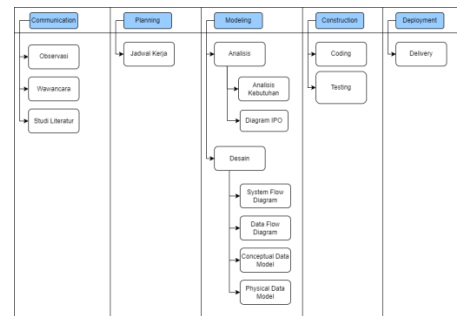 Communication
Planning
Modeling
Construction
Deployment
Observasi
Wawancara
Studi Literatur
Jadwal Kerja
Analisis
Analisis
Kebutuhan
Diagram IPO
Desain
System Flow
Diagram
Data Flow
Diagram
Conceptual Data
Model
Physical Data
Model
Coding
Testing
Delivery